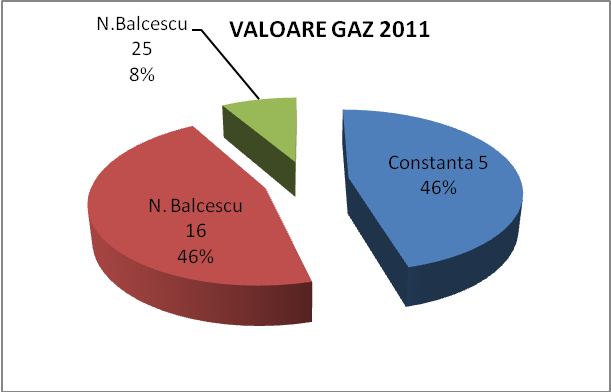 VALOARE GAZ 2011
N.Balcescu
25
8%
Constanta 5
46%
N. Balcescu
16
46%